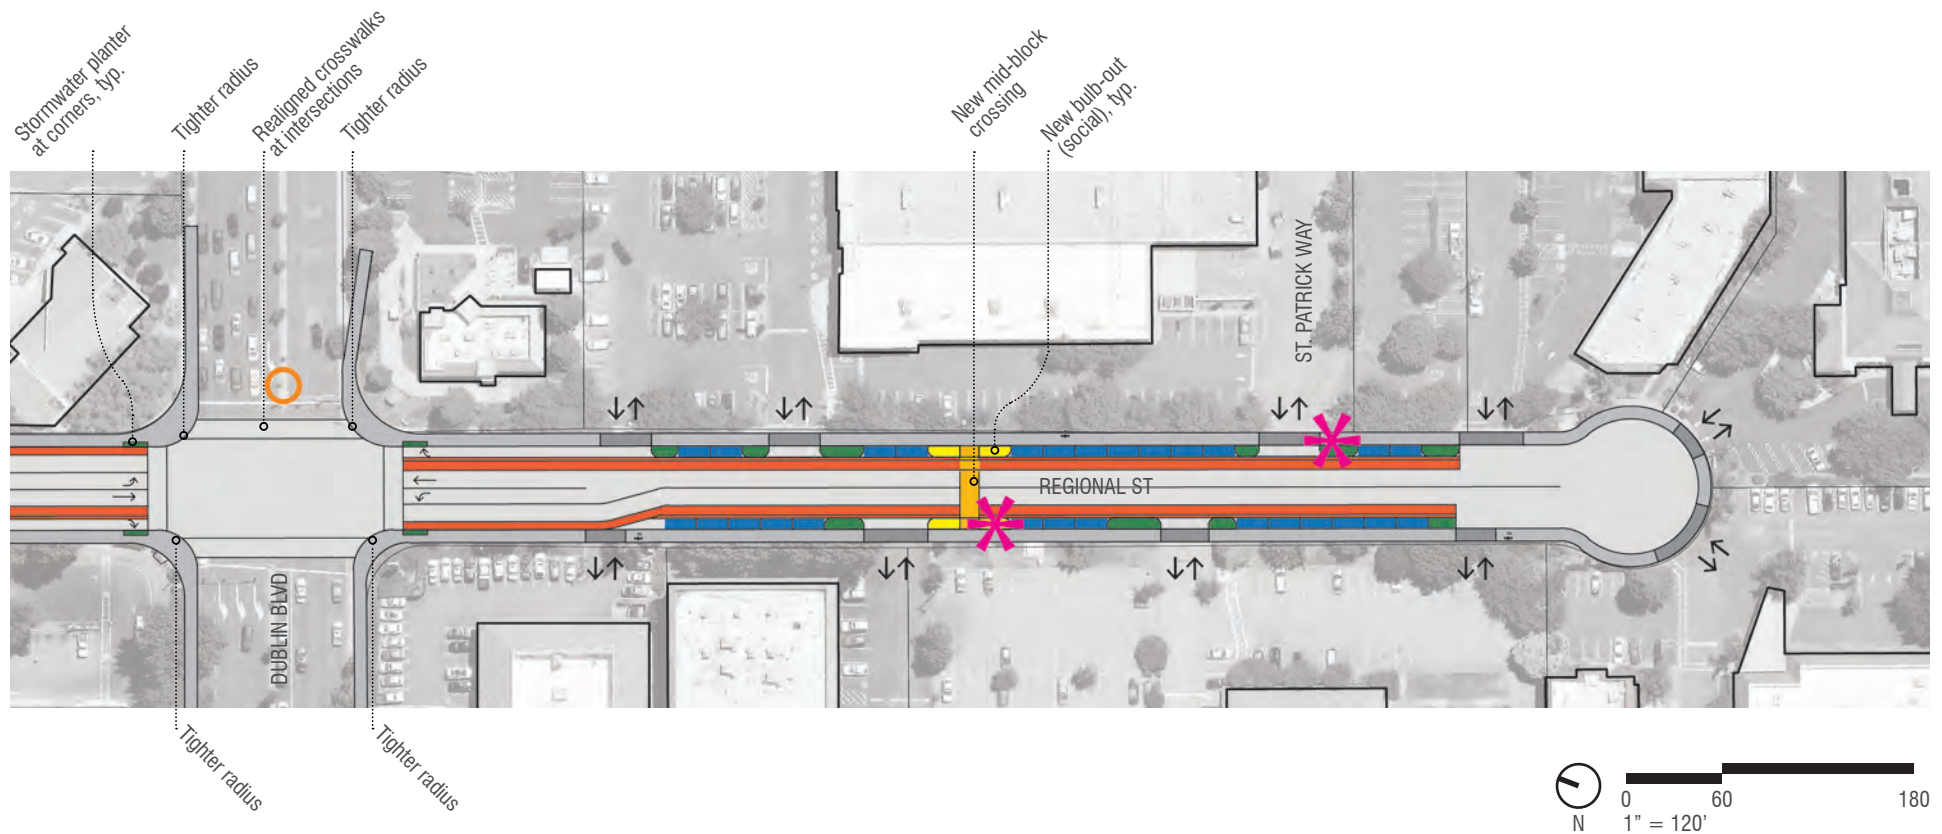 Stormwater planter
at corners, typ.
Tighter radius
Realigned crosswalks
at intersections
Tighter radius
New mid-block
crossing
New bulb-out
(social), typ.
ST. PATRICK WAY
REGIONAL ST
DUBLIN BLVD
Tighter radius
Tighter radius
0 60 180
N 1” = 120’